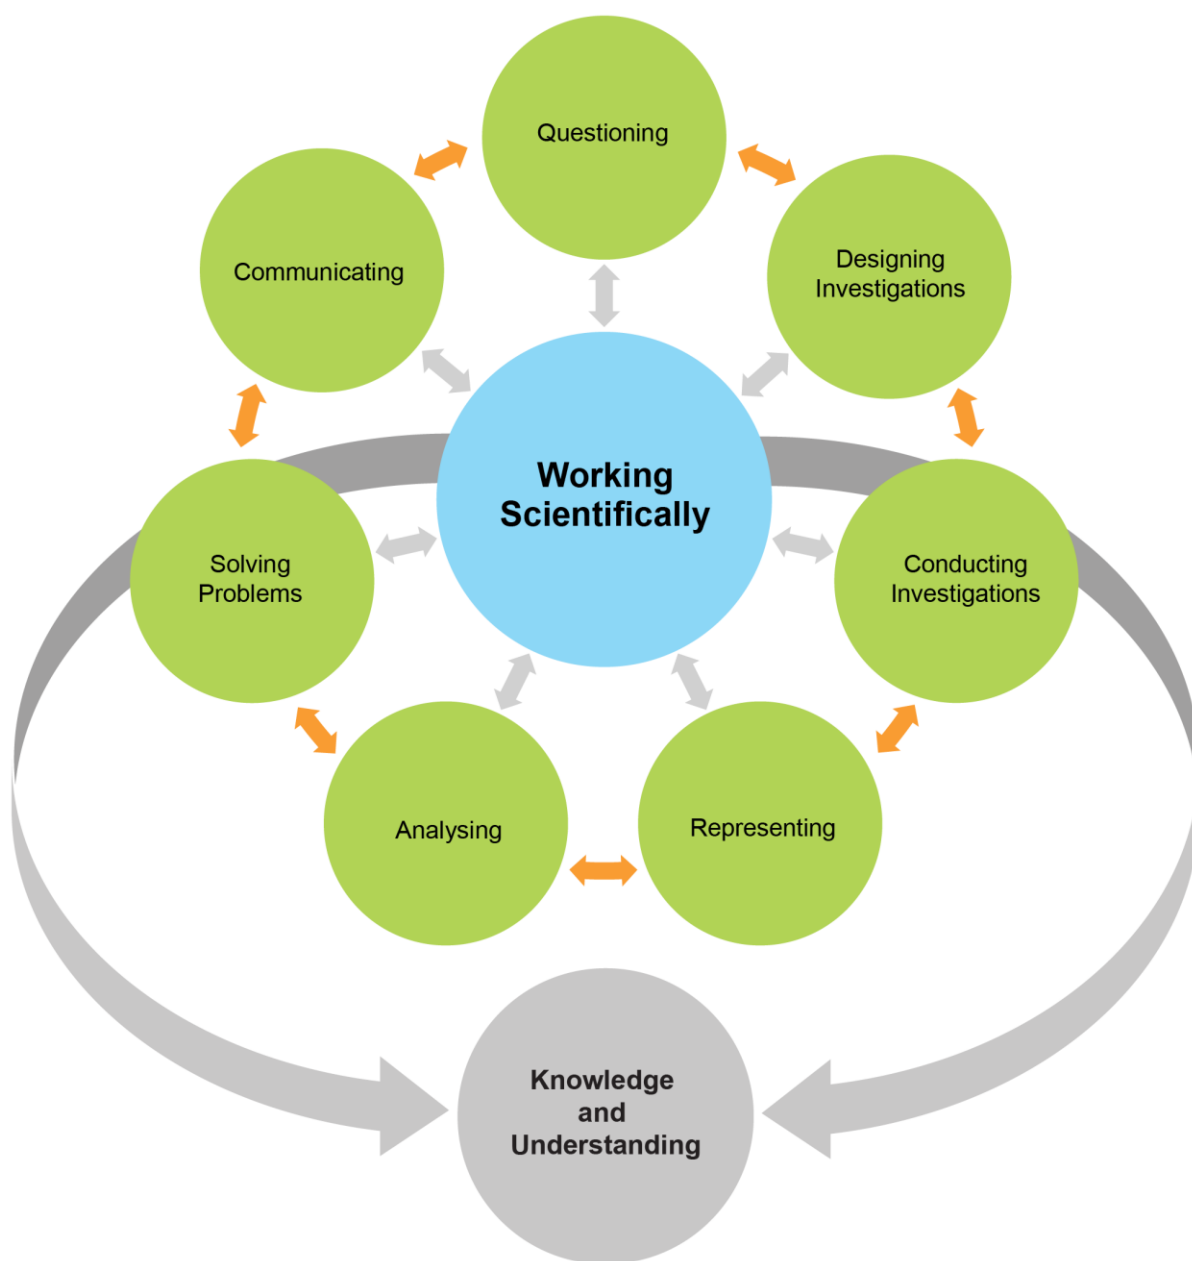 Questioning
Designing
Investigations
Communicating
Working
Scientifically
Solving
Problems
Conducting
Investigations
Analysing
Representing
Knowledge
and
Understanding